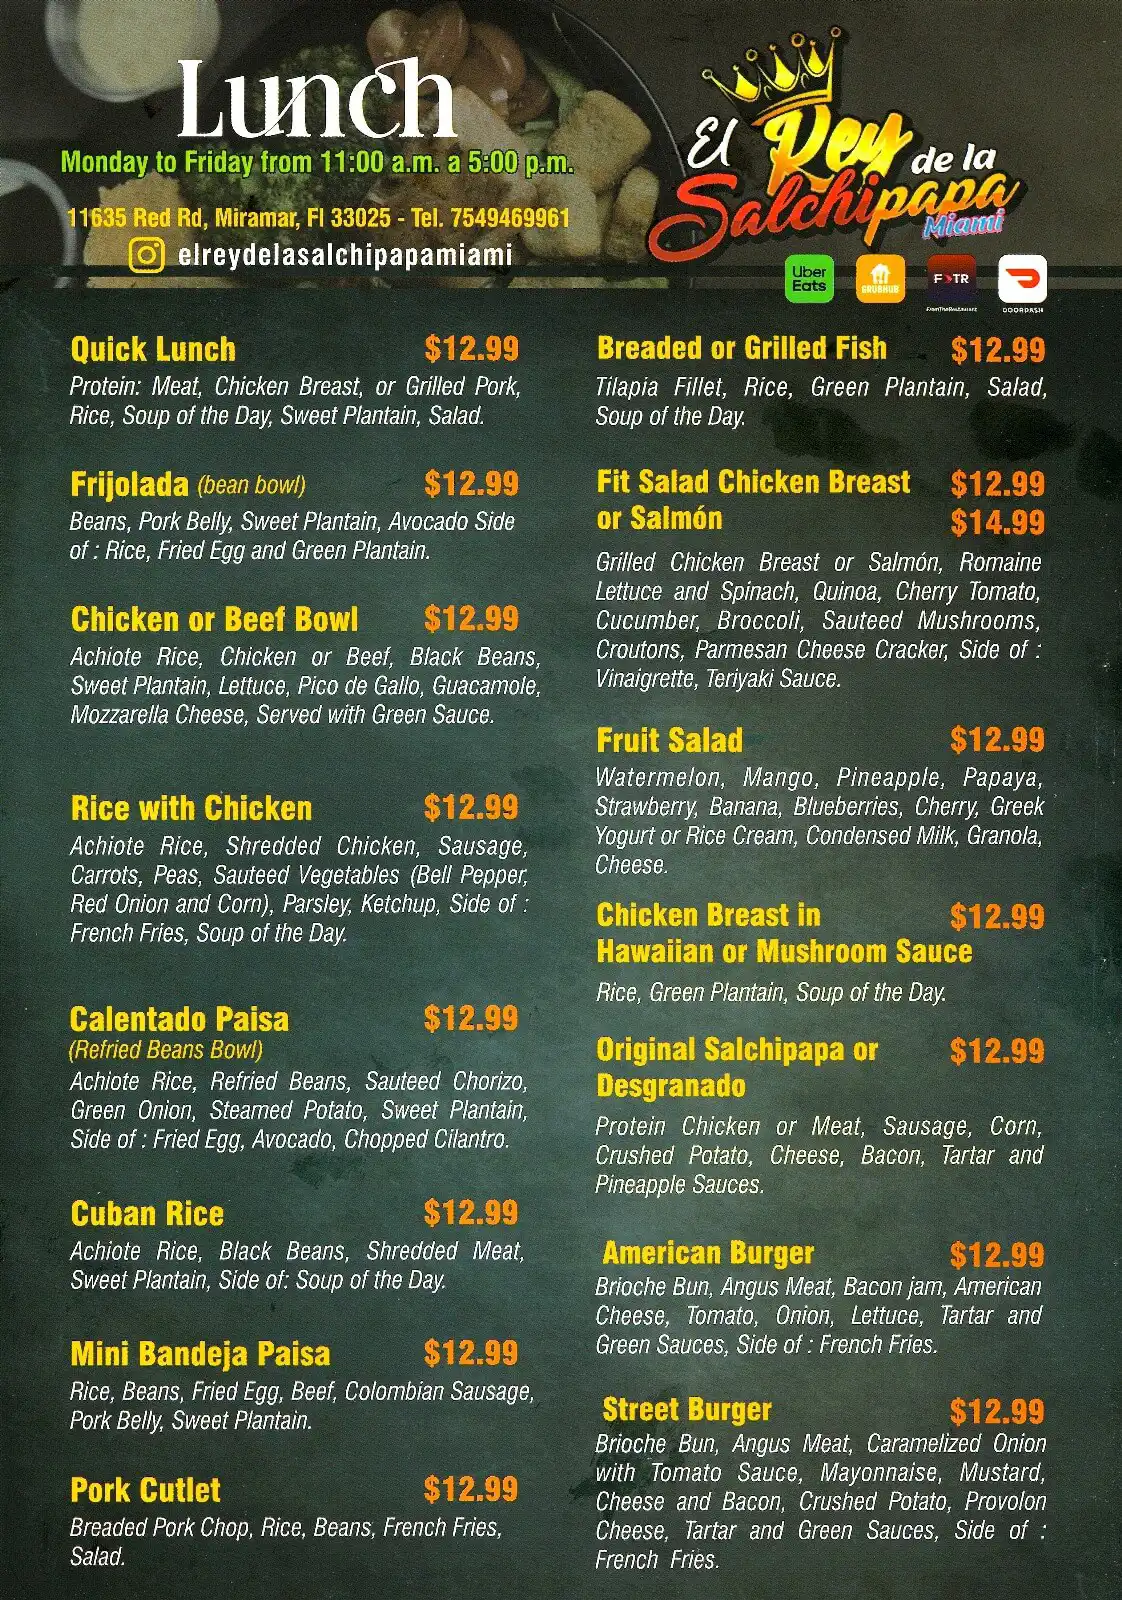 Lunch
Monday to Friday from 11:00 a.m. a 5:00 p.m.
11635 Red Rd, Miramar, Fl 33025 - Tel. 7549469961
elreydelasalchipapamiami
El Rey de la
Salchipapa
Miami
Uber
Eats
GRUBHUB
F>TR
FromTheRestaurant
DOORDASH
Quick Lunch $12.99
Protein: Meat, Chicken Breast, or Grilled Pork,
Rice, Soup of the Day, Sweet Plantain, Salad.
Frijolada (bean bowl) $12.99
Beans, Pork Belly, Sweet Plantain, Avocado Side
of : Rice, Fried Egg and Green Plantain.
Chicken or Beef Bowl $12.99
Achiote Rice, Chicken or Beef, Black Beans,
Sweet Plantain, Lettuce, Pico de Gallo, Guacamole,
Mozzarella Cheese, Served with Green Sauce.
Rice with Chicken $12.99
Achiote Rice, Shredded Chicken, Sausage,
Carrots, Peas, Sauteed Vegetables (Bell Pepper,
Red Onion and Corn), Parsley, Ketchup, Side of :
French Fries, Soup of the Day.
Calentado Paisa $12.99
(Refried Beans Bowl)
Achiote Rice, Refried Beans, Sauteed Chorizo,
Green Onion, Steamed Potato, Sweet Plantain,
Side of : Fried Egg, Avocado, Chopped Cilantro.
Cuban Rice $12.99
Achiote Rice, Black Beans, Shredded Meat,
Sweet Plantain, Side of: Soup of the Day.
Mini Bandeja Paisa $12.99
Rice, Beans, Fried Egg, Beef, Colombian Sausage,
Pork Belly, Sweet Plantain.
Pork Cutlet $12.99
Breaded Pork Chop, Rice, Beans, French Fries,
Salad.
Breaded or Grilled Fish $12.99
Tilapia Fillet, Rice, Green Plantain, Salad,
Soup of the Day.
Fit Salad Chicken Breast $12.99
or Salmón $14.99
Grilled Chicken Breast or Salmón, Romaine
Lettuce and Spinach, Quinoa, Cherry Tomato,
Cucumber, Broccoli, Sauteed Mushrooms,
Croutons, Parmesan Cheese Cracker, Side of :
Vinaigrette, Teriyaki Sauce.
Fruit Salad $12.99
Watermelon, Mango, Pineapple, Papaya,
Strawberry, Banana, Blueberries, Cherry, Greek
Yogurt or Rice Cream, Condensed Milk, Granola,
Cheese.
Chicken Breast in $12.99
Hawaiian or Mushroom Sauce
Rice, Green Plantain, Soup of the Day.
Original Salchipapa or $12.99
Desgranado
Protein Chicken or Meat, Sausage, Corn,
Crushed Potato, Cheese, Bacon, Tartar and
Pineapple Sauces.
American Burger $12.99
Brioche Bun, Angus Meat, Bacon jam, American
Cheese, Tomato, Onion, Lettuce, Tartar and
Green Sauces, Side of : French Fries.
Street Burger $12.99
Brioche Bun, Angus Meat, Caramelized Onion
with Tomato Sauce, Mayonnaise, Mustard,
Cheese and Bacon, Crushed Potato, Provolon
Cheese, Tartar and Green Sauces, Side of :
French Fries.